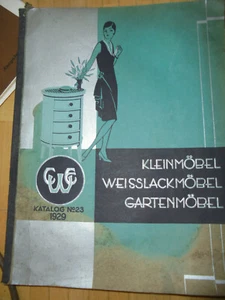 KLEINMÖBEL
WEISSLACKMÖBEL
GARTENMÖBEL
KATALOG No23
1929